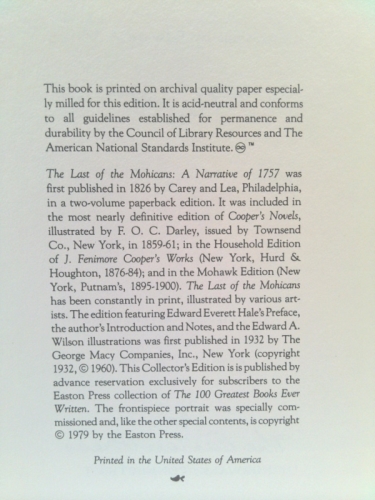 This book is printed on archival quality paper especial-
ly milled for this edition. It is acid-neutral and conforms
to all guidelines established for permanence and
durability by the Council of Library Resources and The
American National Standards Institute. ♾ ™
The Last of the Mohicans: A Narrative of 1757 was
first published in 1826 by Carey and Lea, Philadelphia,
in a two-volume paperback edition. It was included in
the most nearly definitive edition of Cooper's Novels,
illustrated by F. O. C. Darley, issued by Townsend
Co., New York, in 1859-61; in the Household Edition
of J. Fenimore Cooper's Works (New York, Hurd &
Houghton, 1876-84); and in the Mohawk Edition (New
York, Putnam's, 1895-1900). The Last of the Mohicans
has been constantly in print, illustrated by various art-
ists. The edition featuring Edward Everett Hale's Preface,
the author's Introduction and Notes, and the Edward A.
Wilson illustrations was first published in 1932 by The
George Macy Companies, Inc., New York (copyright
1932, © 1960). This Collector's Edition is is published by
advance reservation exclusively for subscribers to the
Easton Press collection of The 100 Greatest Books Ever
Written. The frontispiece portrait was specially com-
missioned and, like the other special contents, is copyright
© 1979 by the Easton Press.
Printed in the United States of America